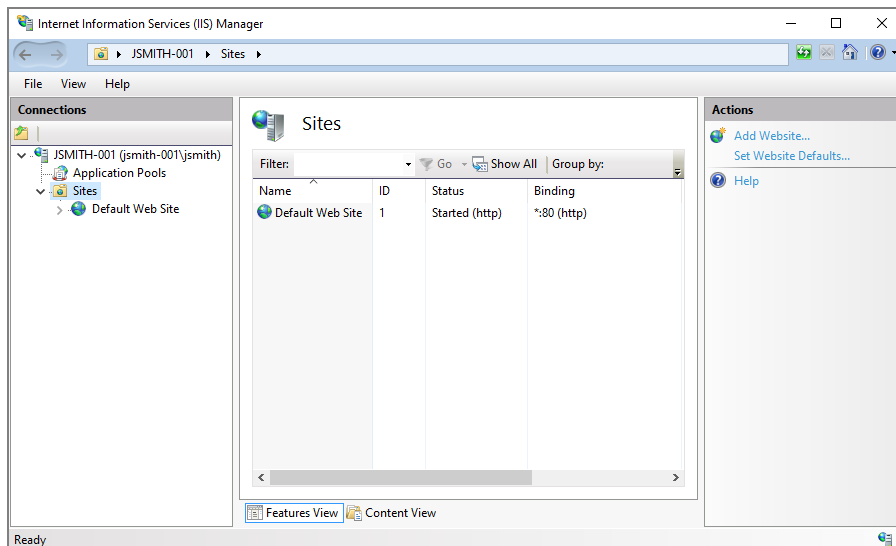 Internet Information Services (IIS) Manager
JSMITH-001 Sites
File View Help
Connections
JSMITH-001 (jsmith-001\jsmith)
Application Pools
Sites
Default Web Site
Sites
Filter: Go Show All Group by:
Name ID Status Binding
Default Web Site 1 Started (http) *:80 (http)
Features View Content View
Actions
Add Website...
Set Website Defaults...
Help
Ready